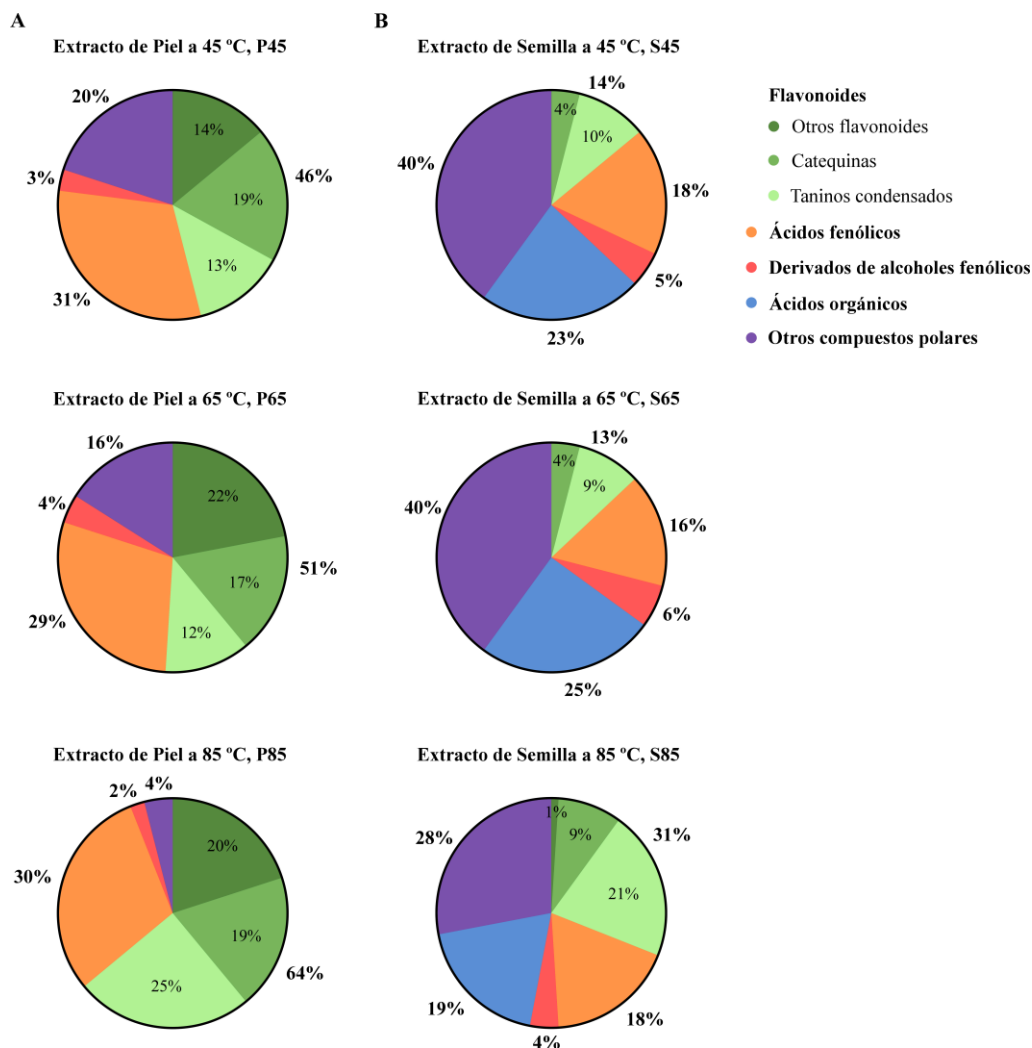 A
Extracto de Piel a 45 ºC, P45
20%
14%
3%
46%
19%
13%
31%
Extracto de Piel a 65 ºC, P65
16%
22%
4%
51%
17%
29%
12%
Extracto de Piel a 85 ºC, P85
2%
4%
20%
30%
19%
25%
64%
B
Extracto de Semilla a 45 ºC, S45
14%
4%
10%
40%
18%
5%
23%
Extracto de Semilla a 65 ºC, S65
13%
4%
9%
40%
16%
6%
25%
Extracto de Semilla a 85 ºC, S85
1%
9%
31%
28%
21%
19%
18%
4%
Flavonoides
Otros flavonoides
Catequinas
Taninos condensados
Ácidos fenólicos
Derivados de alcoholes fenólicos
Ácidos orgánicos
Otros compuestos polares